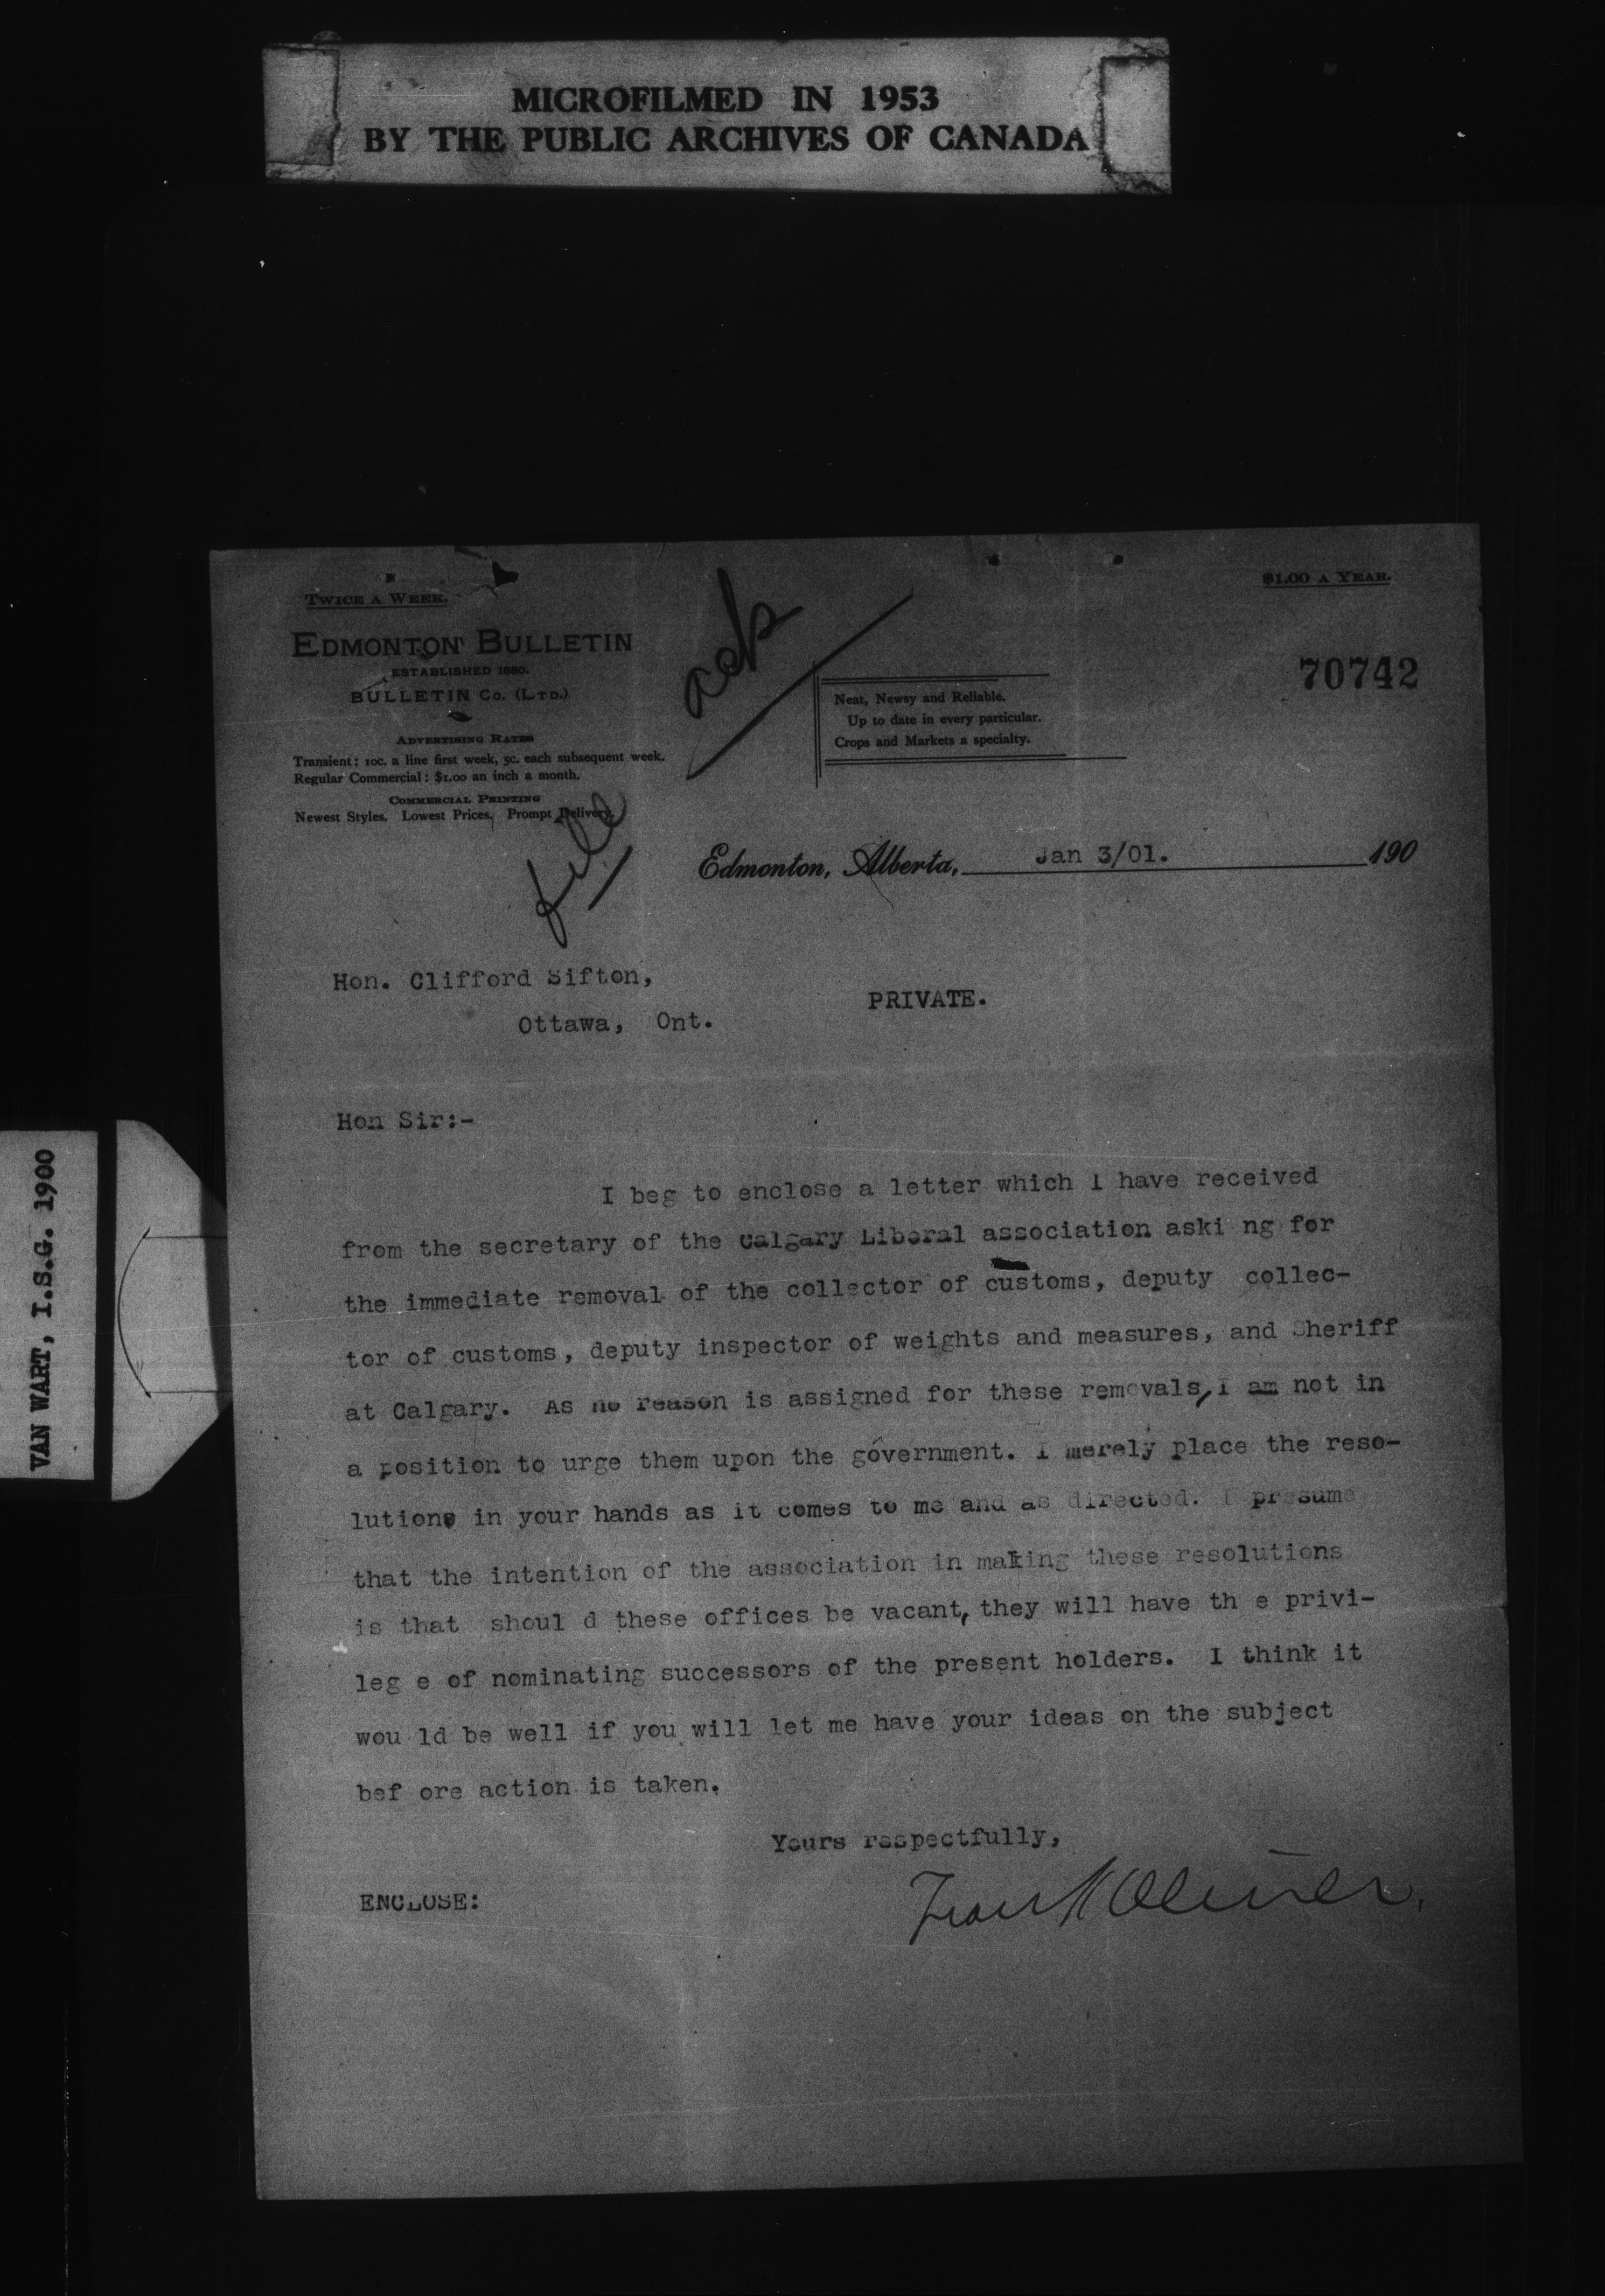 MICROFILMED IN 1953
BY THE PUBLIC ARCHIVES OF CANADA
TWICE A WEEK.
$1.00 A YEAR.
EDMONTON BULLETIN
ESTABLISHED 1880.
BULLETIN CO. (LTD.)
70742
ADVERTISING RATES
Transient: 10c. a line first week, 5c. each subsequent week.
Regular Commercial: $1.00 an inch a month.
COMMERCIAL PRINTING
Newest Styles, Lowest Prices, Prompt Delivery.
Neat, Newsy and Reliable.
Up to date in every particular.
Crops and Markets a specialty.
file
Edmonton, Alberta, Jan 3/01. 190
Hon. Clifford Sifton,
PRIVATE.
Ottawa, Ont.
Hon Sir:-
I beg to enclose a letter which I have received
from the secretary of the Calgary Liberal association aski ng for
the immediate removal of the collector of customs, deputy collec-
tor of customs, deputy inspector of weights and measures, and Sheriff
at Calgary. As no reason is assigned for these removals, I am not in
a position to urge them upon the government. I merely place the reso-
lutions in your hands as it comes to me and as directed. I presume
that the intention of the association in making these resolutions
is that shoul d these offices be vacant, they will have th e privi-
leg e of nominating successors of the present holders. I think it
wou ld be well if you will let me have your ideas on the subject
bef ore action is taken.
Yours respectfully,
ENCLOSE:
Frank Oliver.
VAN WART, I.S.G. 1900